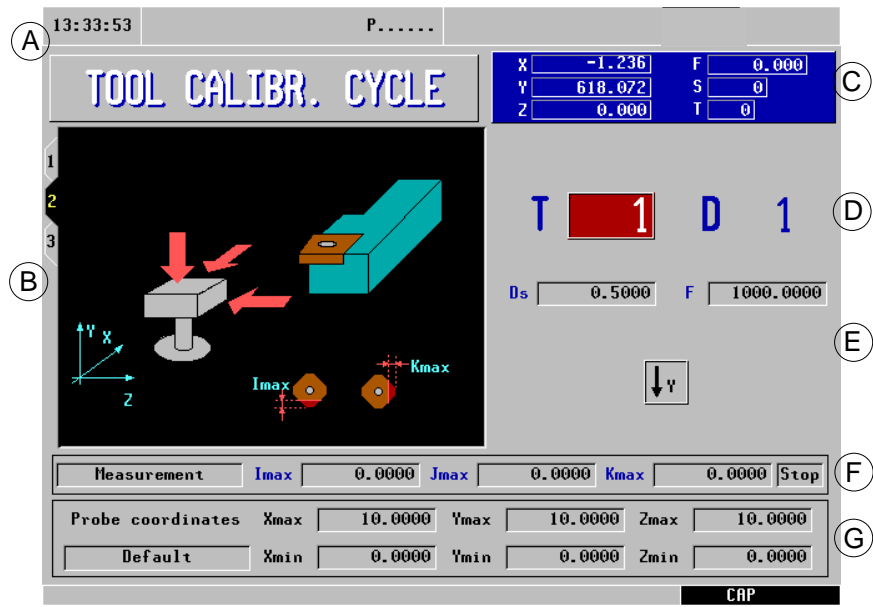 13:33:53 P......
A
TOOL CALIBR. CYCLE
X -1.236 F 0.000
Y 618.072 S 0
Z 0.000 T 0
C
1
2
3
B
T 1 D 1
D
Ds 0.5000 F 1000.0000
Y X
Z
Imax
Kmax
Y
E
Measurement Imax 0.0000 Jmax 0.0000 Kmax 0.0000 Stop
F
Probe coordinates Xmax 10.0000 Ymax 10.0000 Zmax 10.0000
Default Xmin 0.0000 Ymin 0.0000 Zmin 0.0000
G
CAP